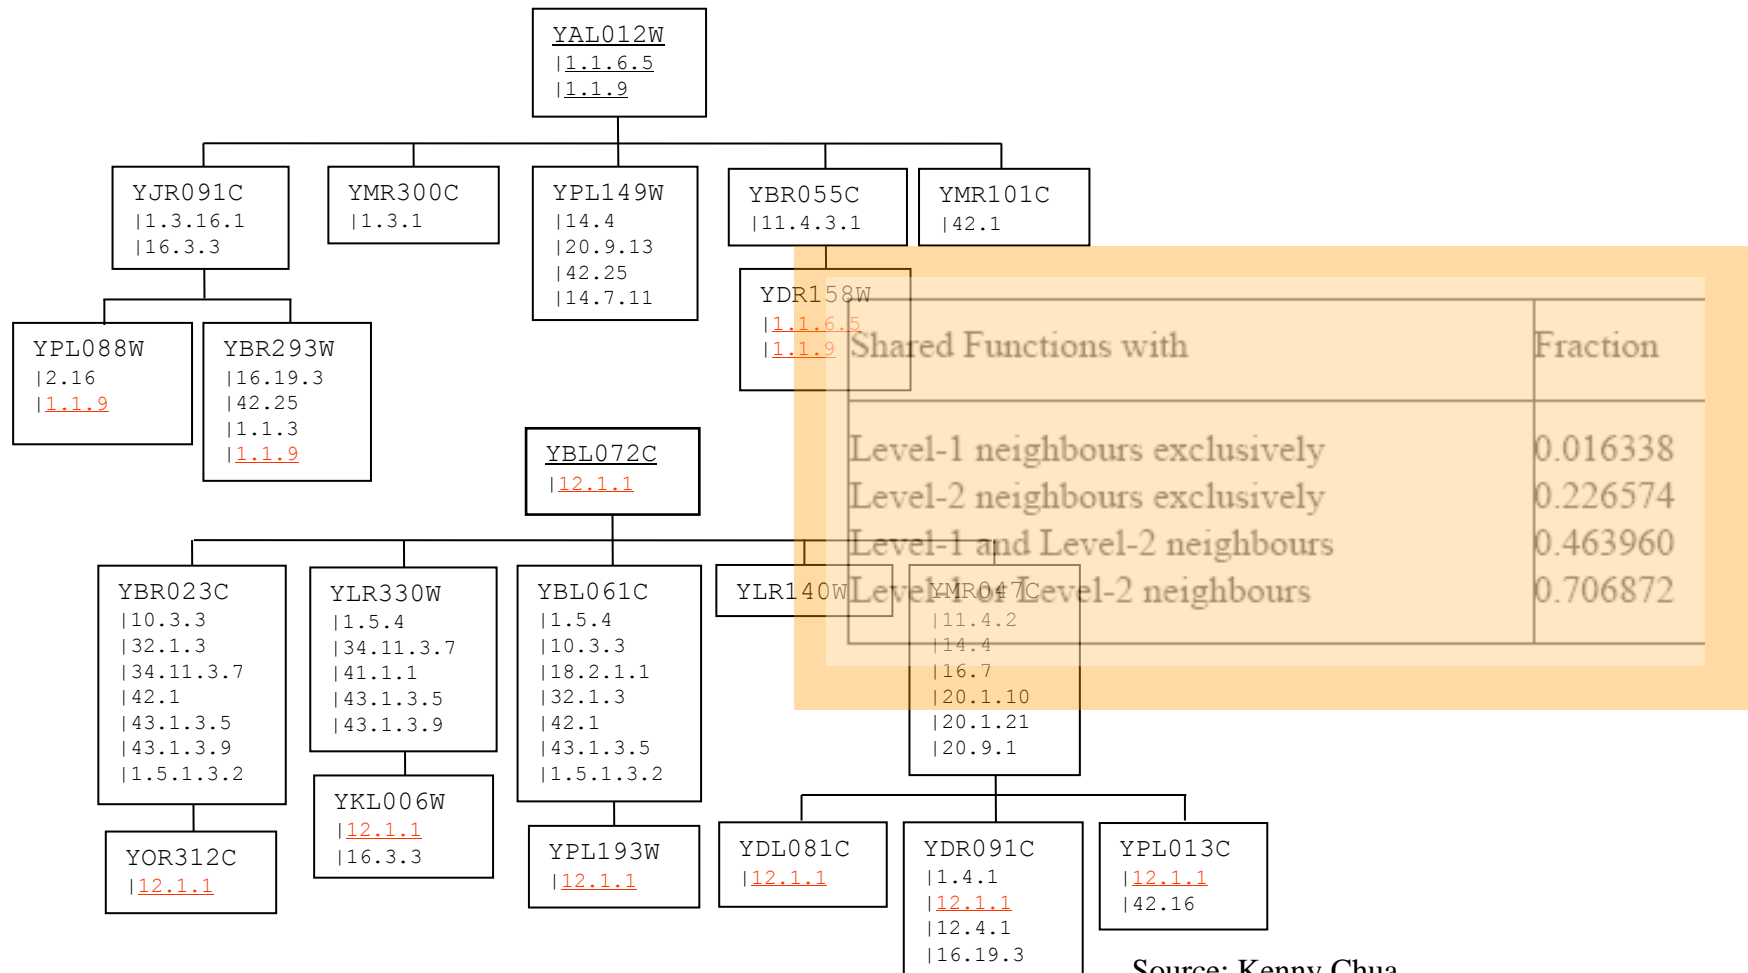 YAL012W
|1.1.6.5
|1.1.9
YJR091C
|1.3.16.1
|16.3.3
YMR300C
|1.3.1
YPL149W
|14.4
|20.9.13
|42.25
|14.7.11
YBR055C
|11.4.3.1
YMR101C
|42.1
YPL088W
|2.16
|1.1.9
YBR293W
|16.19.3
|42.25
|1.1.3
|1.1.9
YDR158W
|1.1.6.5
|1.1.9
Shared Functions with Fraction
Level-1 neighbours exclusively 0.016338
Level-2 neighbours exclusively 0.226574
Level-1 and Level-2 neighbours 0.463960
Level-1 or Level-2 neighbours 0.706872
YBL072C
|12.1.1
YBR023C
|10.3.3
|32.1.3
|34.11.3.7
|42.1
|43.1.3.5
|43.1.3.9
|1.5.1.3.2
YLR330W
|1.5.4
|34.11.3.7
|41.1.1
|43.1.3.5
|43.1.3.9
YBL061C
|1.5.4
|10.3.3
|18.2.1.1
|32.1.3
|42.1
|43.1.3.5
|1.5.1.3.2
YLR140W
YMR047C
|11.4.2
|14.4
|16.7
|20.1.10
|20.1.21
|20.9.1
YOR312C
|12.1.1
YKL006W
|12.1.1
|16.3.3
YPL193W
|12.1.1
YDL081C
|12.1.1
YDR091C
|1.4.1
|12.1.1
|12.4.1
|16.19.3
YPL013C
|12.1.1
|42.16
Source: Kenny Chua